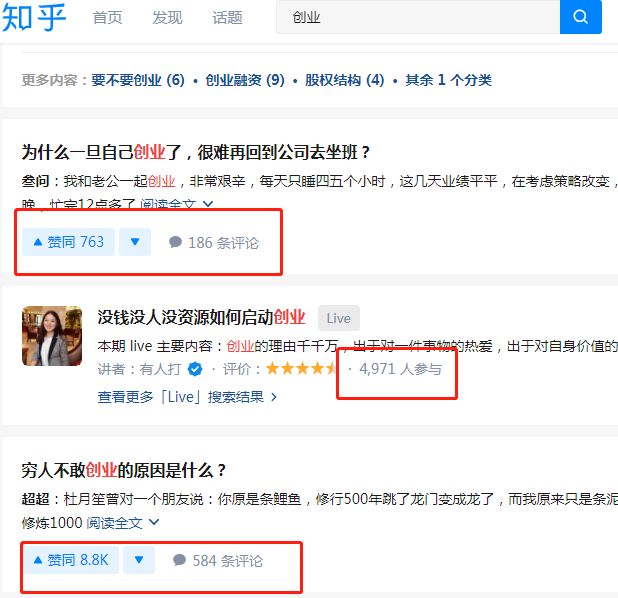 知乎 首页 发现 话题 创业
更多内容：要不要创业 (6) • 创业融资 (9) • 股权结构 (4) • 其余 1 个分类
为什么一旦自己创业了，很难再回到公司去坐班？
叁问：我和老公一起创业，非常艰辛，每天只睡四五个小时，这几天业绩平平，在考虑策略改变，
晚，忙完12点多了 阅读全文
赞同 763 186 条评论
没钱没人没资源如何启动创业 Live
本期 live 主要内容：创业的理由千千万，出于对一件事物的热爱，出于对自身价值的
讲者：有人打 · 评价：★★★★ · 4,971 人参与
查看更多「Live」搜索结果 >
穷人不敢创业的原因是什么？
超超：杜月笙曾对一个朋友说：你原是条鲤鱼，修行500年跳了龙门变成龙了，而我原来只是条泥
修炼1000 阅读全文
赞同 8.8K 584 条评论